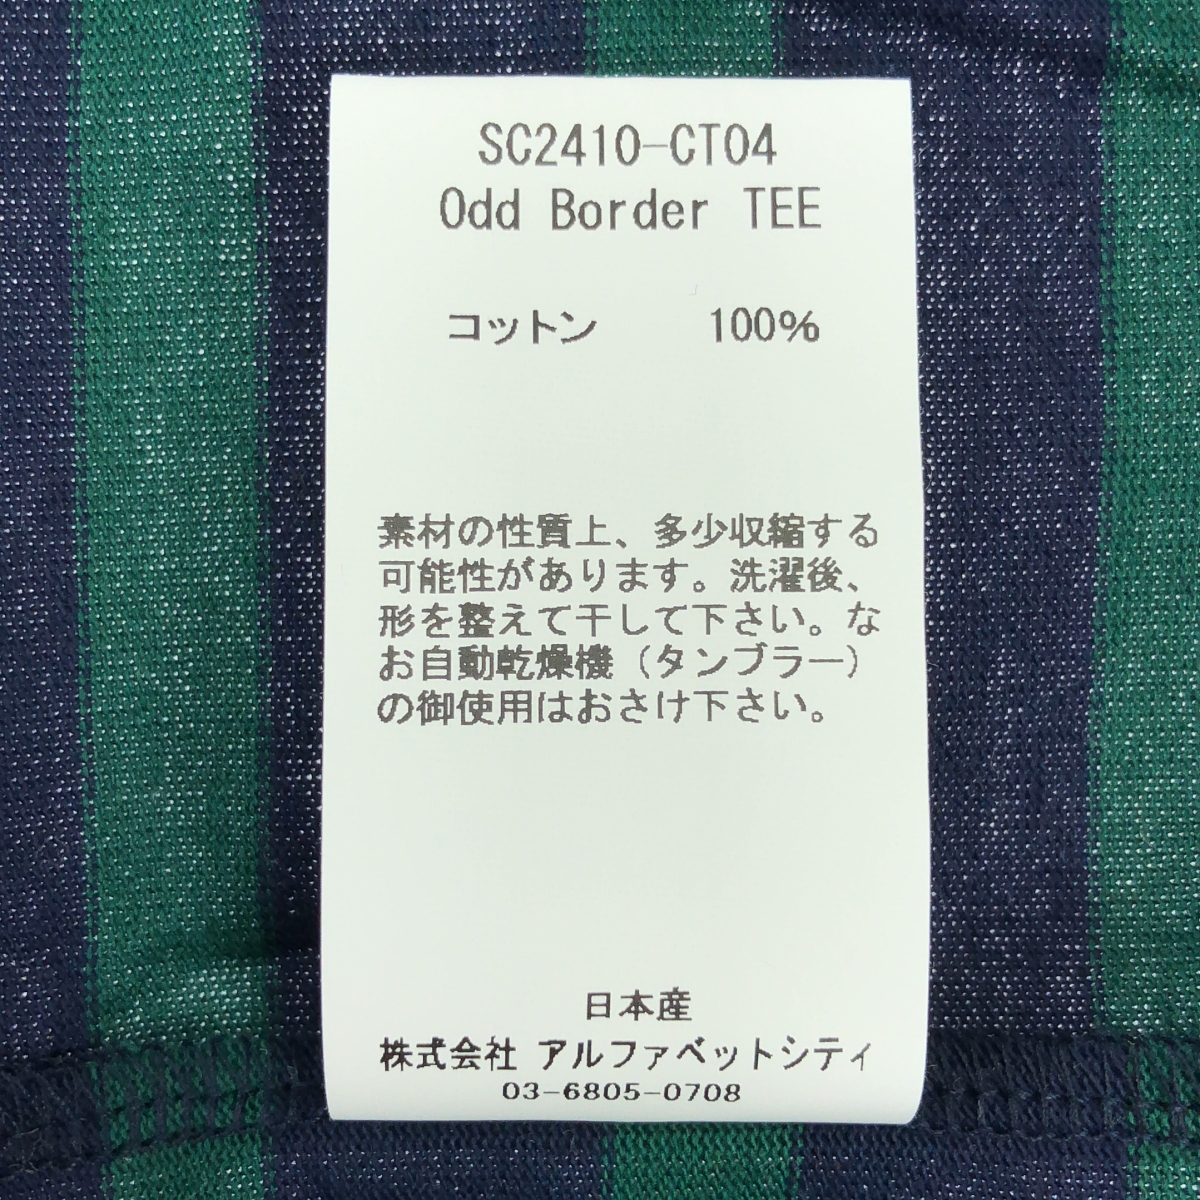 SC2410-CT04
Odd Border TEE
コットン 100%
素材の性質上、多少収縮する
可能性があります。洗濯後、
形を整えて干して下さい。な
お自動乾燥機（タンブラー）
の御使用はおさけ下さい。
日本産
株式会社 アルファベットシティ
03-6805-0708